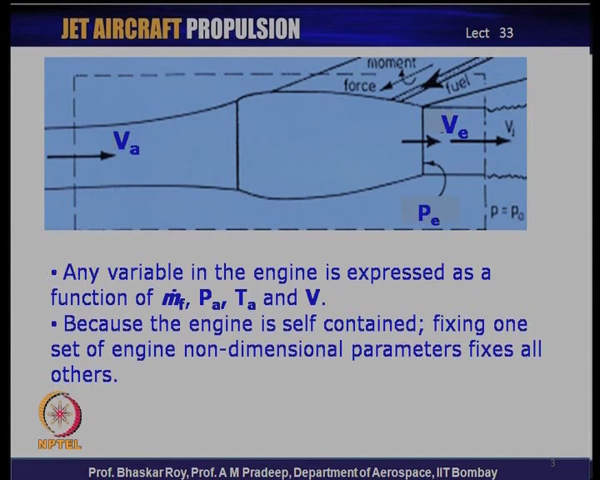 JET AIRCRAFT PROPULSION
Lect 33
moment
force
fuel
Va
Ve
Vj
Pe
p = pa
▪ Any variable in the engine is expressed as a
function of ṁf, Pa, Ta and V.
▪ Because the engine is self contained; fixing one
set of engine non-dimensional parameters fixes all
others.
NPTEL
3
Prof. Bhaskar Roy, Prof. A M Pradeep, Department of Aerospace, IIT Bombay